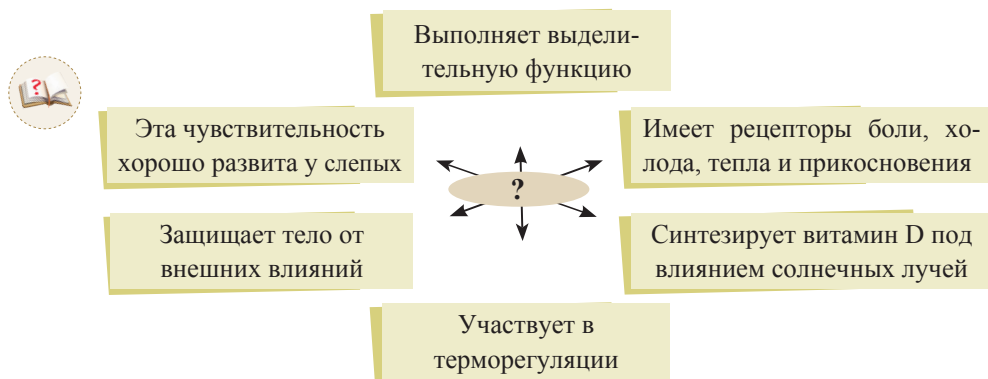 Выполняет выдели-
тельную функцию
?
Эта чувствительность
хорошо развита у слепых
Имеет рецепторы боли, хо-
лода, тепла и прикосновения
?
Защищает тело от
внешних влияний
Синтезирует витамин D под
влиянием солнечных лучей
Участвует в
терморегуляции